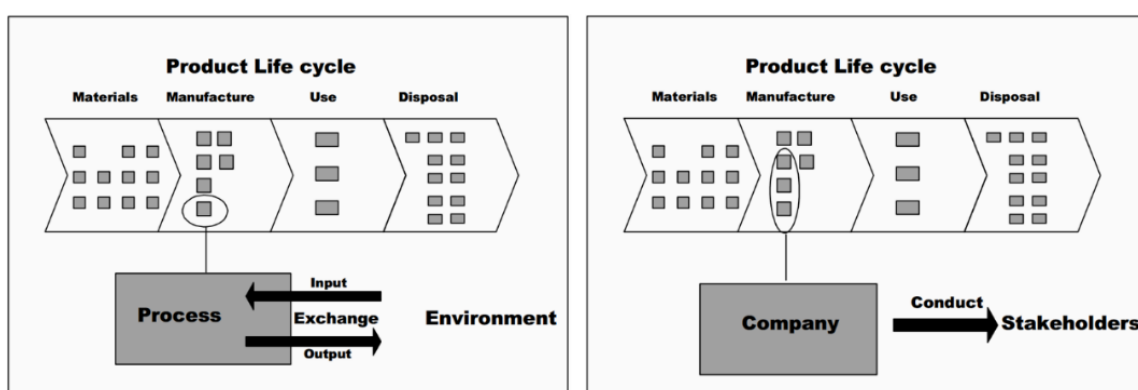 Product Life cycle
Materials Manufacture Use Disposal
Input
Process
Exchange
Environment
Output
Product Life cycle
Materials Manufacture Use Disposal
Conduct
Company
Stakeholders